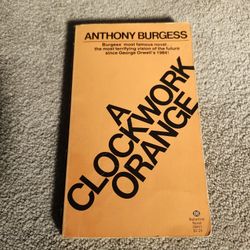 ANTHONY BURGESS
Burgess' most famous novel...
the most terrifying vision of the future
since George Orwell's 1984!
A
CLOCKWORK
ORANGE
Ballantine